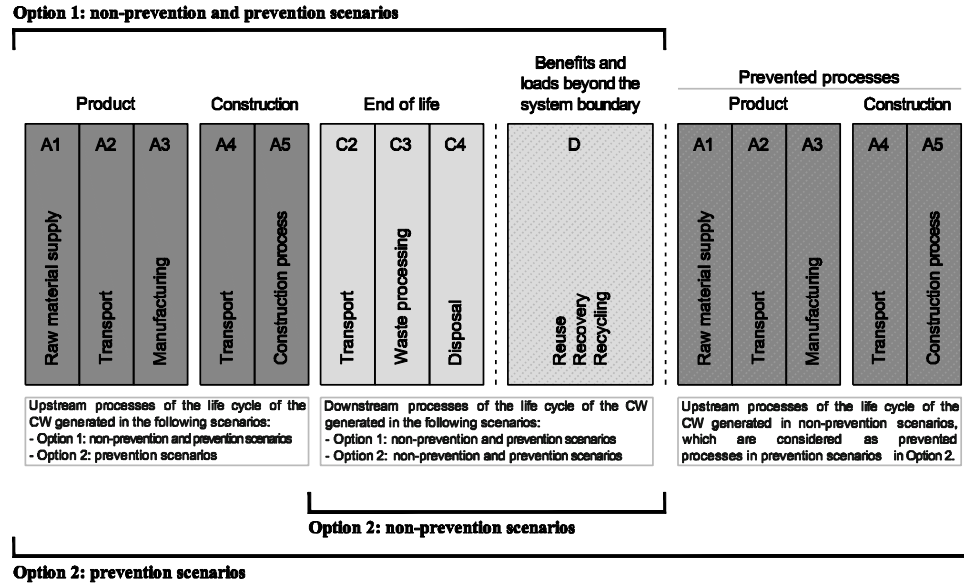 Option 1: non-prevention and prevention scenarios
Product
Construction
End of life
Benefits and
loads beyond the
system boundary
Prevented processes
Product
Construction
A1
A2
A3
A4
A5
C2
C3
C4
D
A1
A2
A3
A4
A5
Raw material supply
Transport
Manufacturing
Transport
Construction process
Transport
Waste processing
Disposal
Reuse
Recovery
Recycling
Raw material supply
Transport
Manufacturing
Transport
Construction process
Upstream processes of the life cycle of the
CW generated in the following scenarios:
- Option 1: non-prevention and prevention scenarios
- Option 2: prevention scenarios
Downstream processes of the life cycle of the CW
generated in the following scenarios:
- Option 1: non-prevention and prevention scenarios
- Option 2: non-prevention and prevention scenarios
Upstream processes of the life cycle of the
CW generated in non-prevention scenarios,
which are considered as prevented
processes in prevention scenarios in Option 2.
Option 2: non-prevention scenarios
Option 2: prevention scenarios